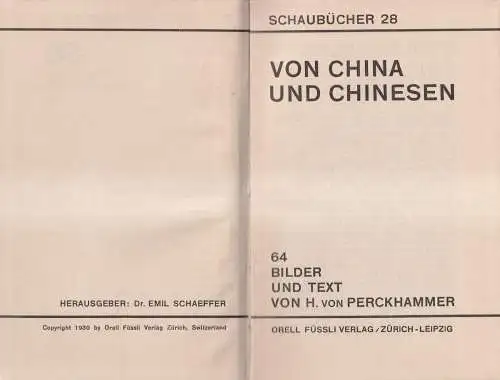 HERAUSGEBER: Dr. EMIL SCHAEFFER
Copyright 1930 by Orell Füssli Verlag Zürich, Switzerland
SCHAUBÜCHER 28
VON CHINA
UND CHINESEN
64
BILDER
UND TEXT
VON H. VON PERCKHAMMER
ORELL FÜSSLI VERLAG / ZÜRICH-LEIPZIG